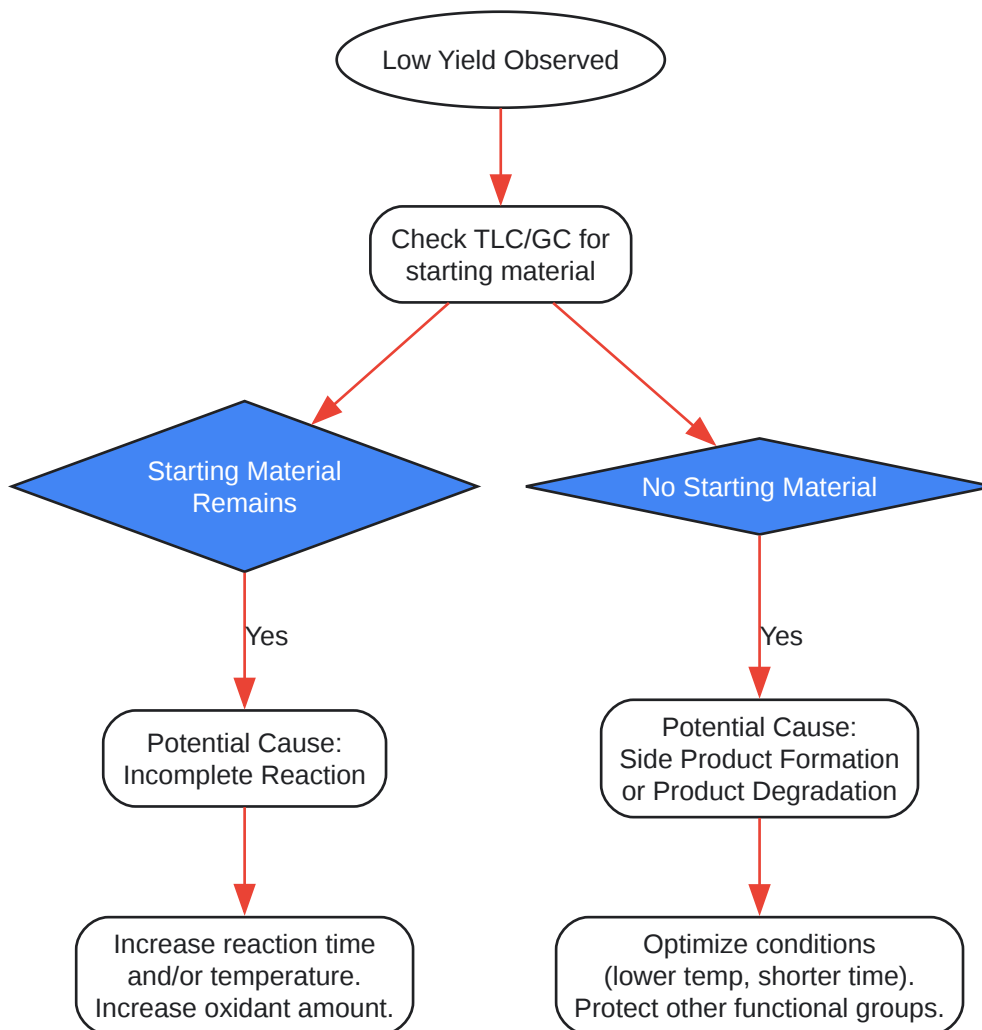 Low Yield Observed
Check TLC/GC for
starting material
Starting Material
Remains
No Starting Material
Yes
Yes
Potential Cause:
Incomplete Reaction
Potential Cause:
Side Product Formation
or Product Degradation
Increase reaction time
and/or temperature.
Increase oxidant amount.
Optimize conditions
(lower temp, shorter time).
Protect other functional groups.